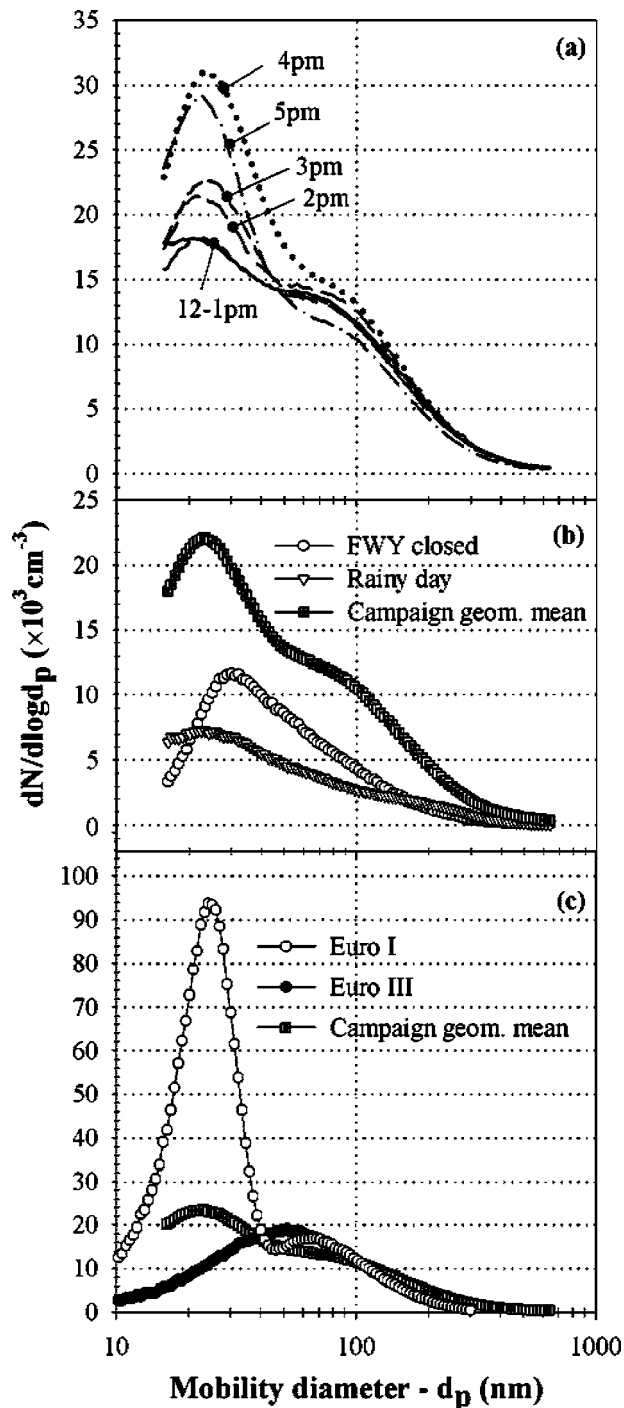 (a)
35
30
25
20
15
10
5
0
4pm
5pm
3pm
2pm
12-1pm
(b)
25
20
15
10
5
0
FWY closed
Rainy day
Campaign geom. mean
dN/dlogdp (×10³cm⁻³)
(c)
100
90
80
70
60
50
40
30
20
10
0
Euro I
Euro III
Campaign geom. mean
10
100
1000
Mobility diameter - dp (nm)